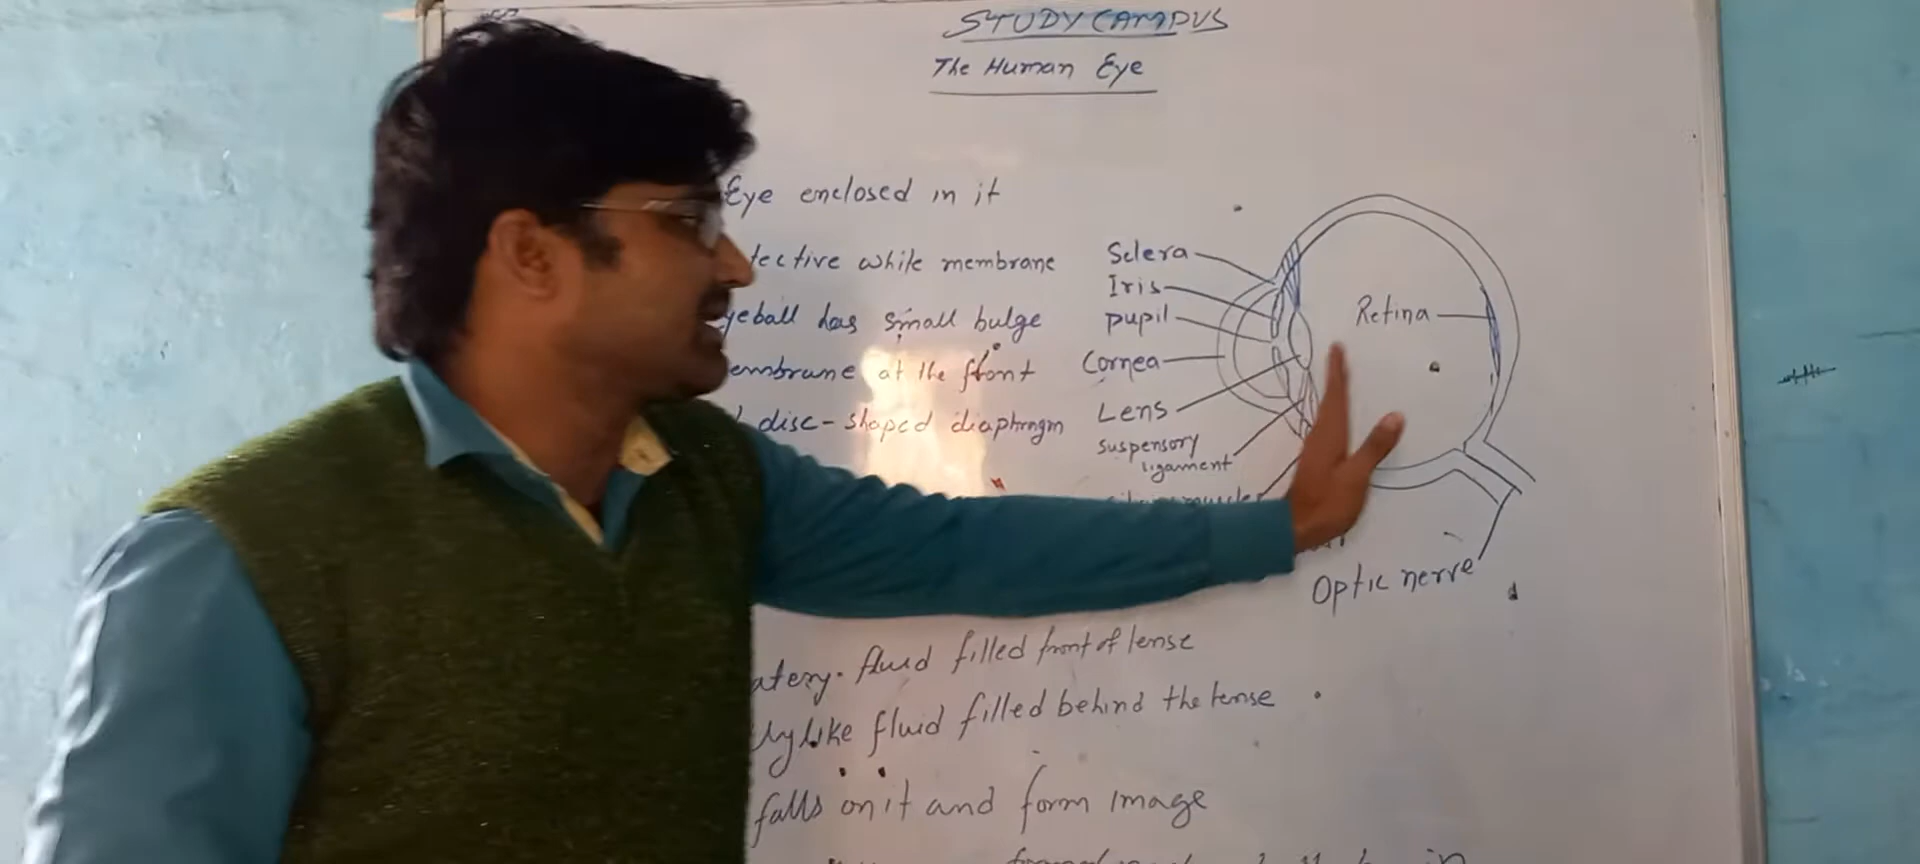 STUDY CAMPUS
The Human Eye
Eye enclosed in it
tective while membrane
yeball has small bulge
embrane at the front
disc-shaped diaphragm
Sclera
Iris
pupil
Cornea
Lens
suspensory
ligament
Retina
Optic nerve
atery. fluid filled front of lense
lylike fluid filled behind the lense
falls on it and form image